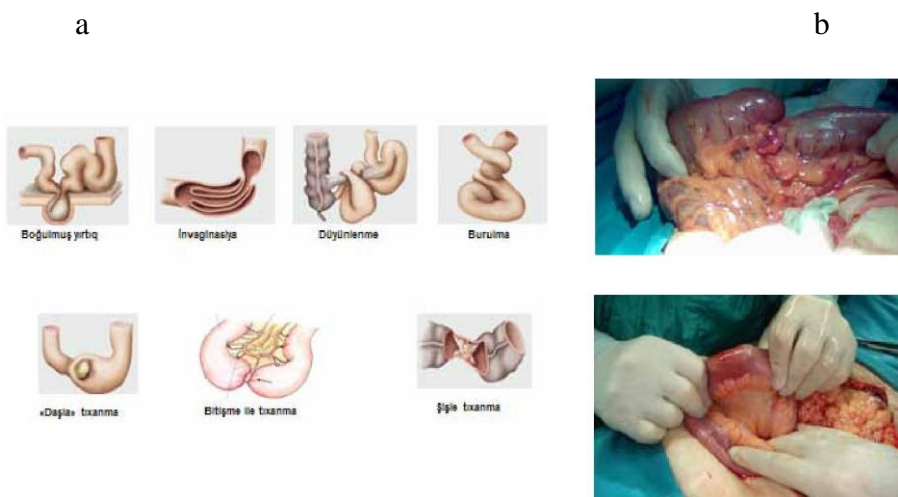 a
b
Boğulmuş yırtıq
İnvaginasiya
Düyünlenme
Burulma
«Daşla» tıxanma
Bitişme ile tıxanma
Şişle tıxanma